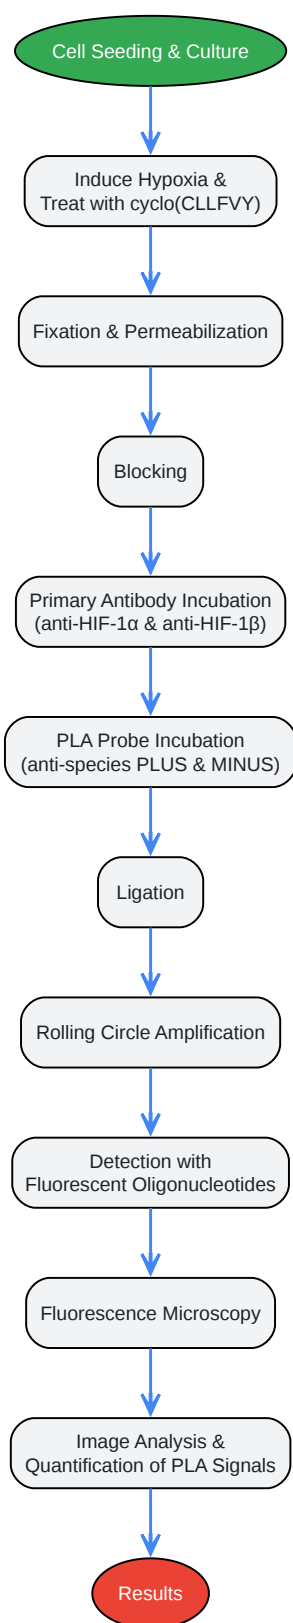 Cell Seeding & Culture
Induce Hypoxia &
Treat with cyclo(CLLFVY)
Fixation & Permeabilization
Blocking
Primary Antibody Incubation
(anti-HIF-1α & anti-HIF-1β)
PLA Probe Incubation
(anti-species PLUS & MINUS)
Ligation
Rolling Circle Amplification
Detection with
Fluorescent Oligonucleotides
Fluorescence Microscopy
Image Analysis &
Quantification of PLA Signals
Results